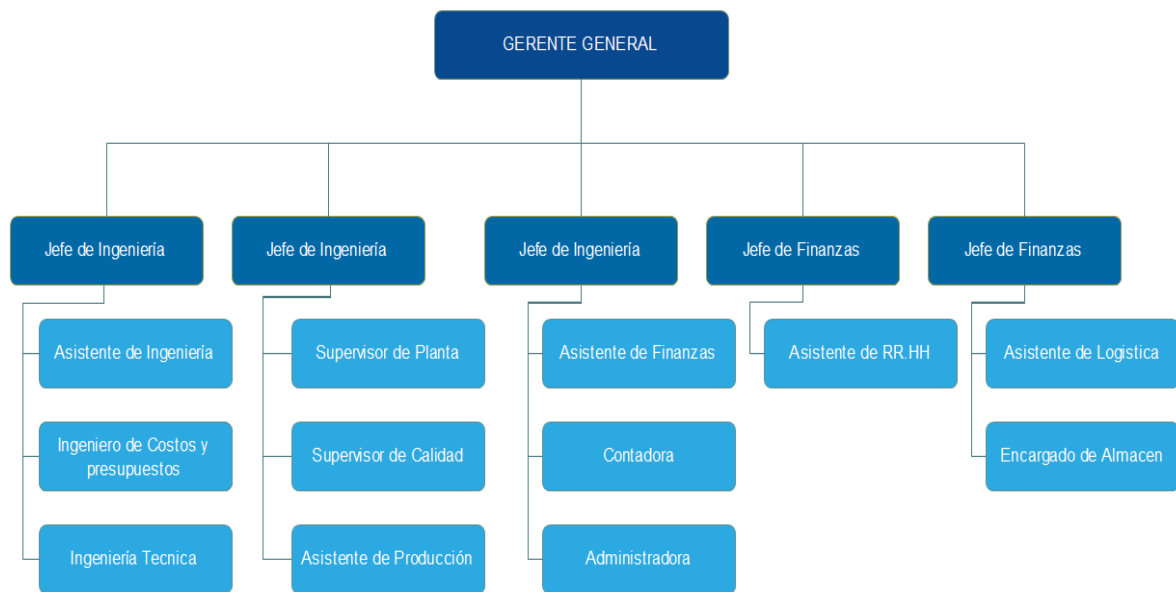 GERENTE GENERAL
Jefe de Ingeniería
Jefe de Ingeniería
Jefe de Ingeniería
Jefe de Finanzas
Jefe de Finanzas
Asistente de Ingeniería
Supervisor de Planta
Asistente de Finanzas
Asistente de RR.HH
Asistente de Logistica
Ingeniero de Costos y
presupuestos
Supervisor de Calidad
Contadora
Encargado de Almacen
Ingeniería Tecnica
Asistente de Producción
Administradora